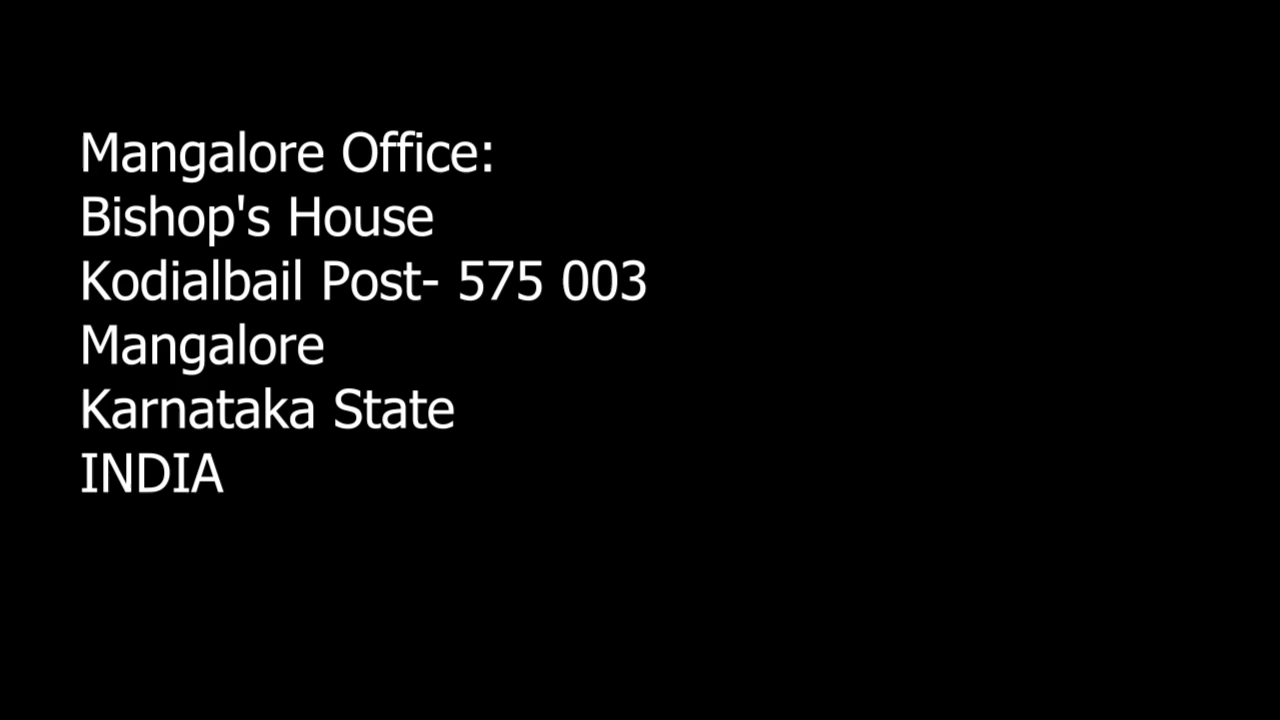 Mangalore Office:
Bishop's House
Kodialbail Post- 575 003
Mangalore
Karnataka State
INDIA